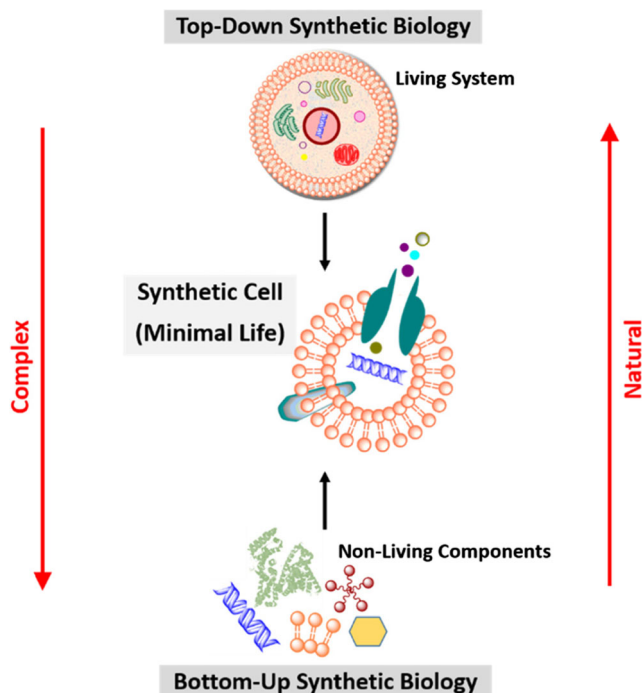 Top-Down Synthetic Biology
Living System
Synthetic Cell
(Minimal Life)
Complex
Natural
Non-Living Components
Bottom-Up Synthetic Biology